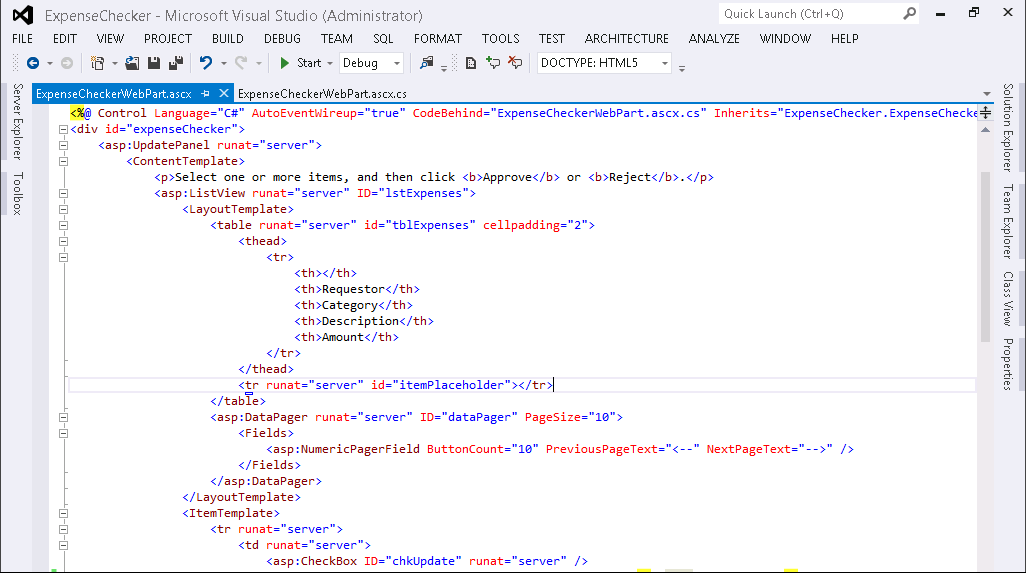 ExpenseChecker - Microsoft Visual Studio (Administrator)
Quick Launch (Ctrl+Q)
FILE EDIT VIEW PROJECT BUILD DEBUG TEAM SQL FORMAT TOOLS TEST ARCHITECTURE ANALYZE WINDOW HELP
Start Debug DOCTYPE: HTML5
ExpenseCheckerWebPart.ascx ExpenseCheckerWebPart.ascx.cs
<%@ Control Language="C#" AutoEventWireup="true" CodeBehind="ExpenseCheckerWebPart.ascx.cs" Inherits="ExpenseChecker.ExpenseChecke
<div id="expenseChecker">
<asp:UpdatePanel runat="server">
<ContentTemplate>
<p>Select one or more items, and then click <b>Approve</b> or <b>Reject</b>.</p>
<asp:ListView runat="server" ID="lstExpenses">
<LayoutTemplate>
<table runat="server" id="tblExpenses" cellpadding="2">
<thead>
<tr>
<th></th>
<th>Requestor</th>
<th>Category</th>
<th>Description</th>
<th>Amount</th>
</tr>
</thead>
<tr runat="server" id="itemPlaceholder"></tr>
</table>
<asp:DataPager runat="server" ID="dataPager" PageSize="10">
<Fields>
<asp:NumericPagerField ButtonCount="10" PreviousPageText="<--" NextPageText="-->" />
</Fields>
</asp:DataPager>
</LayoutTemplate>
<ItemTemplate>
<tr runat="server">
<td runat="server">
<asp:CheckBox ID="chkUpdate" runat="server" />
Server Explorer
Toolbox
Solution Explorer
Team Explorer
Class View
Properties